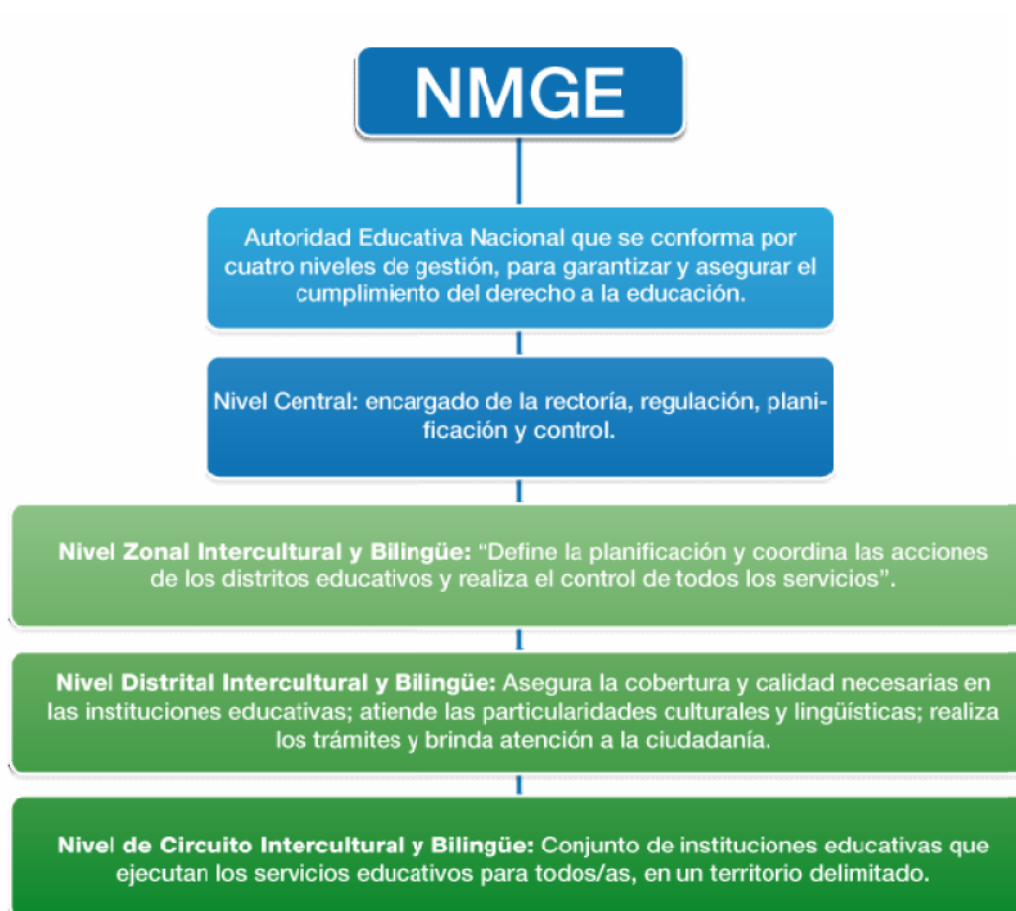 NMGE
Autoridad Educativa Nacional que se conforma por
cuatro niveles de gestión, para garantizar y asegurar el
cumplimiento del derecho a la educación.
Nivel Central: encargado de la rectoría, regulación, plani-
ficación y control.
Nivel Zonal Intercultural y Bilingüe: “Define la planificación y coordina las acciones
de los distritos educativos y realiza el control de todos los servicios”.
Nivel Distrital Intercultural y Bilingüe: Asegura la cobertura y calidad necesarias en
las instituciones educativas; atiende las particularidades culturales y lingüísticas; realiza
los trámites y brinda atención a la ciudadanía.
Nivel de Circuito Intercultural y Bilingüe: Conjunto de instituciones educativas que
ejecutan los servicios educativos para todos/as, en un territorio delimitado.